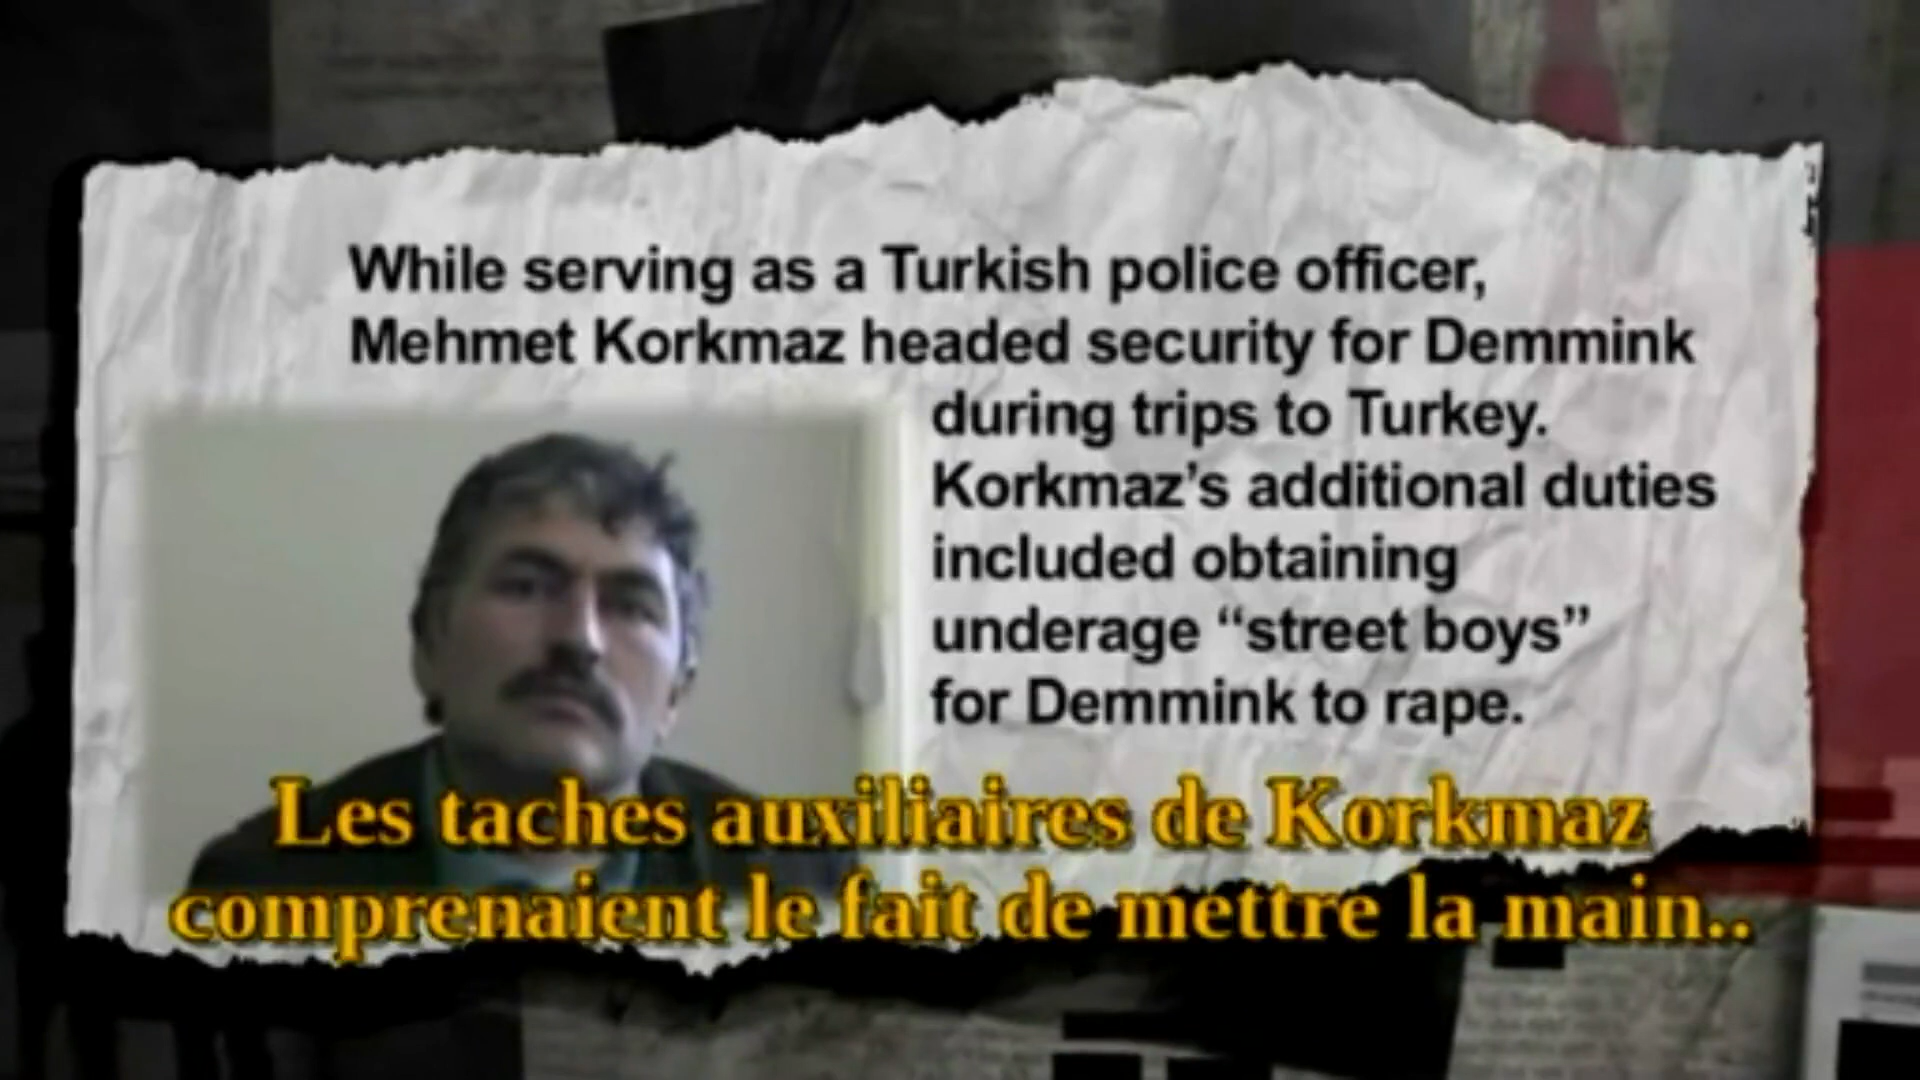 While serving as a Turkish police officer,
Mehmet Korkmaz headed security for Demmink
during trips to Turkey.
Korkmaz's additional duties
included obtaining
underage “street boys”
for Demmink to rape.
Les taches auxiliaires de Korkmaz
comprenaient le fait de mettre la main..